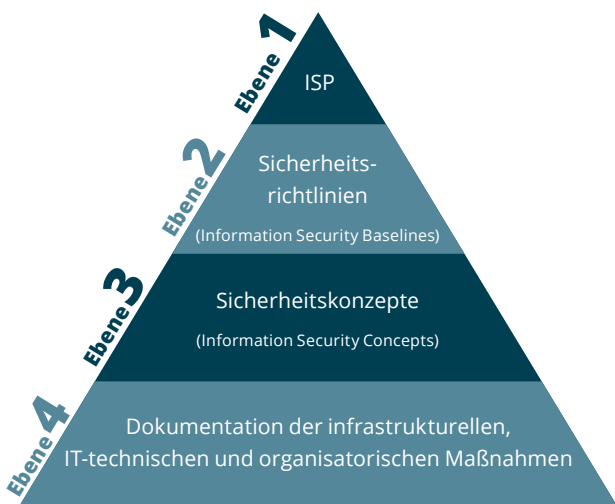 Ebene 1
ISP
Ebene 2
Sicherheits-
richtlinien
(Information Security Baselines)
Ebene 3
Sicherheitskonzepte
(Information Security Concepts)
Ebene 4
Dokumentation der infrastrukturellen,
IT-technischen und organisatorischen Maßnahmen